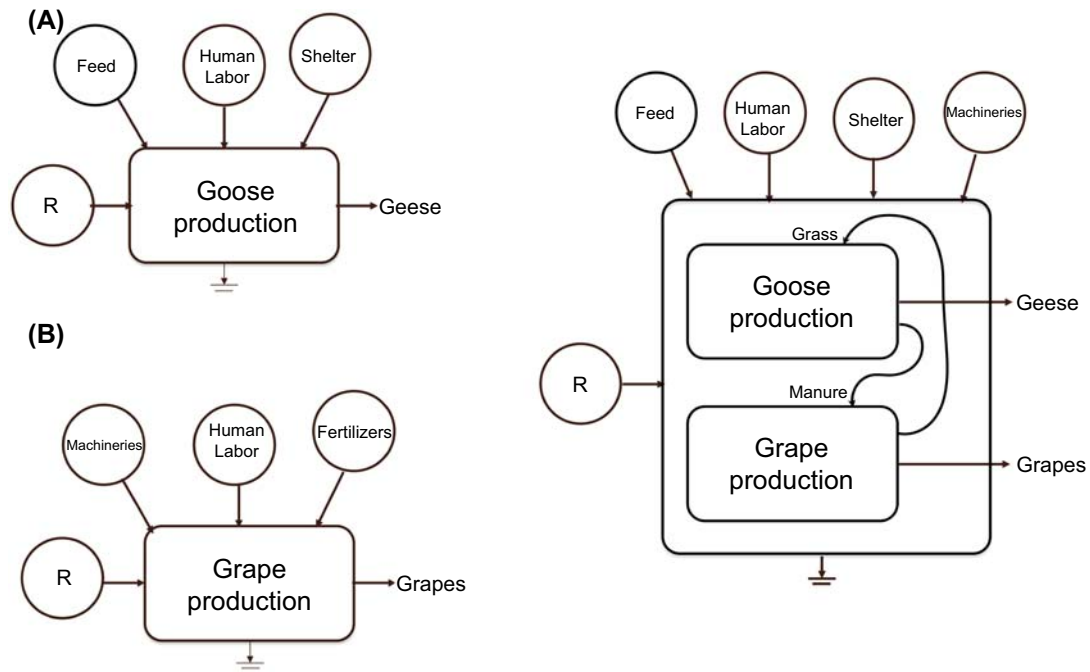 (A)
Feed
Human
Labor
Shelter
R
Goose
production
Geese
(B)
Machineries
Human
Labor
Fertilizers
R
Grape
production
Grapes
Feed
Human
Labor
Shelter
Machineries
R
Grass
Goose
production
Geese
Manure
Grape
production
Grapes